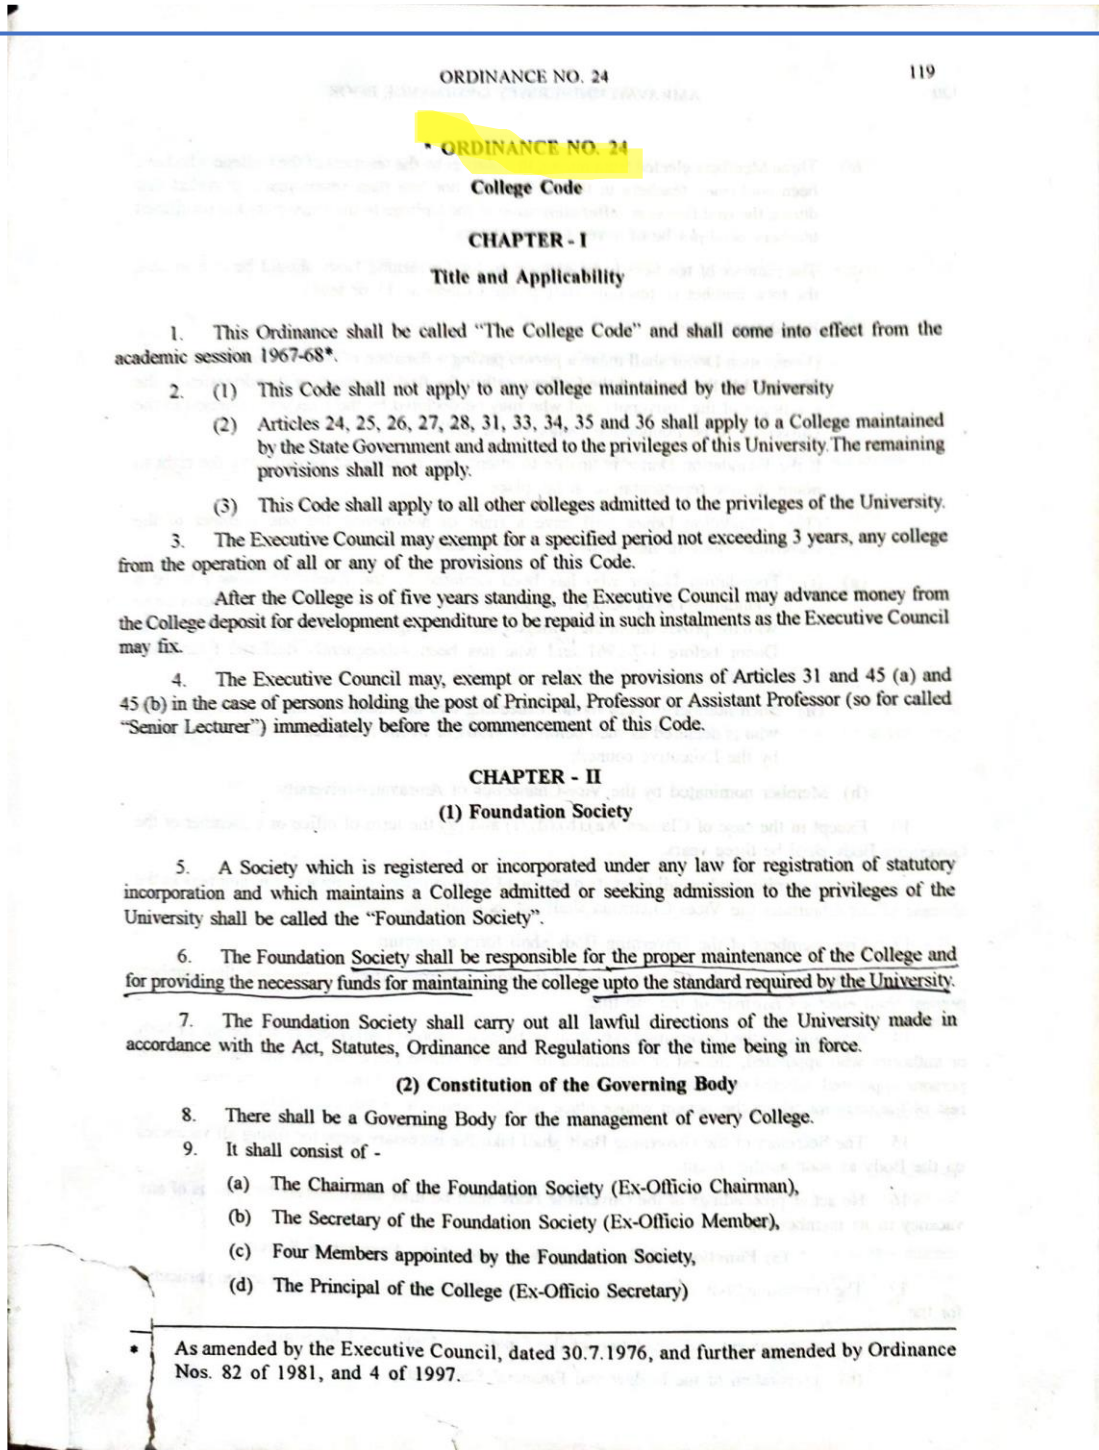 ORDINANCE NO. 24
119
* ORDINANCE NO. 24
College Code
CHAPTER - I
Title and Applicability
1. This Ordinance shall be called "The College Code" and shall come into effect from the
academic session 1967-68*.
2. (1) This Code shall not apply to any college maintained by the University
(2) Articles 24, 25, 26, 27, 28, 31, 33, 34, 35 and 36 shall apply to a College maintained
by the State Government and admitted to the privileges of this University. The remaining
provisions shall not apply.
(3) This Code shall apply to all other colleges admitted to the privileges of the University.
3. The Executive Council may exempt for a specified period not exceeding 3 years, any college
from the operation of all or any of the provisions of this Code.
After the College is of five years standing, the Executive Council may advance money from
the College deposit for development expenditure to be repaid in such instalments as the Executive Council
may fix.
4. The Executive Council may, exempt or relax the provisions of Articles 31 and 45 (a) and
45 (b) in the case of persons holding the post of Principal, Professor or Assistant Professor (so for called
"Senior Lecturer") immediately before the commencement of this Code.
CHAPTER - II
(1) Foundation Society
5. A Society which is registered or incorporated under any law for registration of statutory
incorporation and which maintains a College admitted or seeking admission to the privileges of the
University shall be called the "Foundation Society".
6. The Foundation Society shall be responsible for the proper maintenance of the College and
for providing the necessary funds for maintaining the college upto the standard required by the University.
7. The Foundation Society shall carry out all lawful directions of the University made in
accordance with the Act, Statutes, Ordinance and Regulations for the time being in force.
(2) Constitution of the Governing Body
8. There shall be a Governing Body for the management of every College.
9. It shall consist of -
(a) The Chairman of the Foundation Society (Ex-Officio Chairman),
(b) The Secretary of the Foundation Society (Ex-Officio Member),
(c) Four Members appointed by the Foundation Society,
(d) The Principal of the College (Ex-Officio Secretary)
* As amended by the Executive Council, dated 30.7.1976, and further amended by Ordinance
Nos. 82 of 1981, and 4 of 1997.